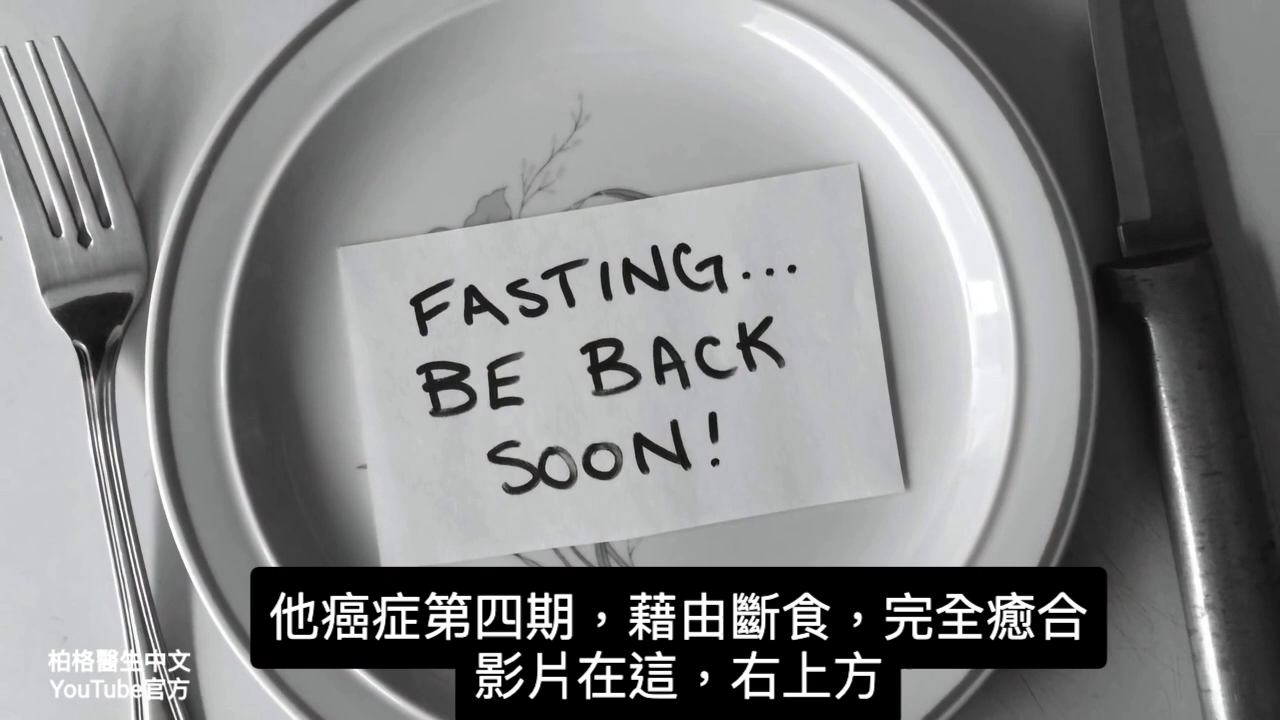 FASTING...
BE BACK
SOON!
他癌症第四期，藉由斷食，完全癒合
影片在這，右上方
柏格醫生中文
YouTube官方